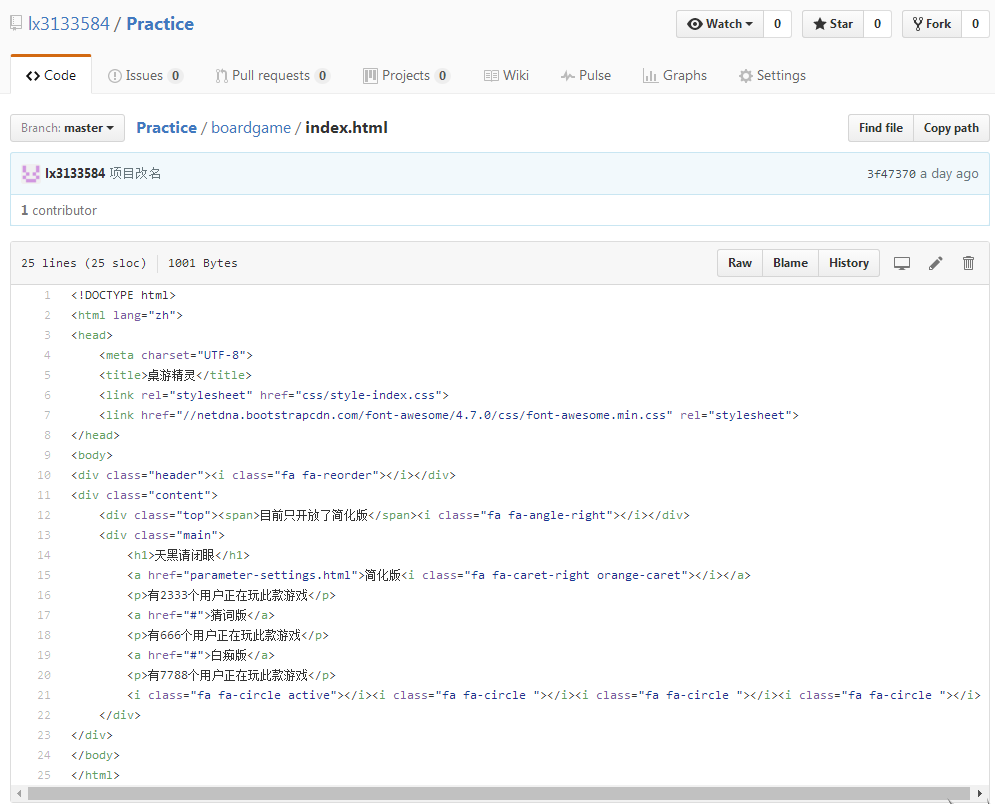 lx3133584 / Practice
Watch 0 Star 0 Fork 0
Code Issues 0 Pull requests 0 Projects 0 Wiki Pulse Graphs Settings
Branch: master Practice / boardgame / index.html Find file Copy path
lx3133584 项目改名 3f47370 a day ago
1 contributor
25 lines (25 sloc) 1001 Bytes Raw Blame History
1 <!DOCTYPE html>
2 <html lang="zh">
3 <head>
4 <meta charset="UTF-8">
5 <title>桌游精灵</title>
6 <link rel="stylesheet" href="css/style-index.css">
7 <link href="//netdna.bootstrapcdn.com/font-awesome/4.7.0/css/font-awesome.min.css" rel="stylesheet">
8 </head>
9 <body>
10 <div class="header"><i class="fa fa-reorder"></i></div>
11 <div class="content">
12 <div class="top"><span>目前只开放了简化版</span><i class="fa fa-angle-right"></i></div>
13 <div class="main">
14 <h1>天黑请闭眼</h1>
15 <a href="parameter-settings.html">简化版<i class="fa fa-caret-right orange-caret"></i></a>
16 <p>有2333个用户正在玩此款游戏</p>
17 <a href="#">猜词版</a>
18 <p>有666个用户正在玩此款游戏</p>
19 <a href="#">白痴版</a>
20 <p>有7788个用户正在玩此款游戏</p>
21 <i class="fa fa-circle active"></i><i class="fa fa-circle "></i><i class="fa fa-circle "></i><i class="fa fa-circle "></i>
22 </div>
23 </div>
24 </body>
25 </html>